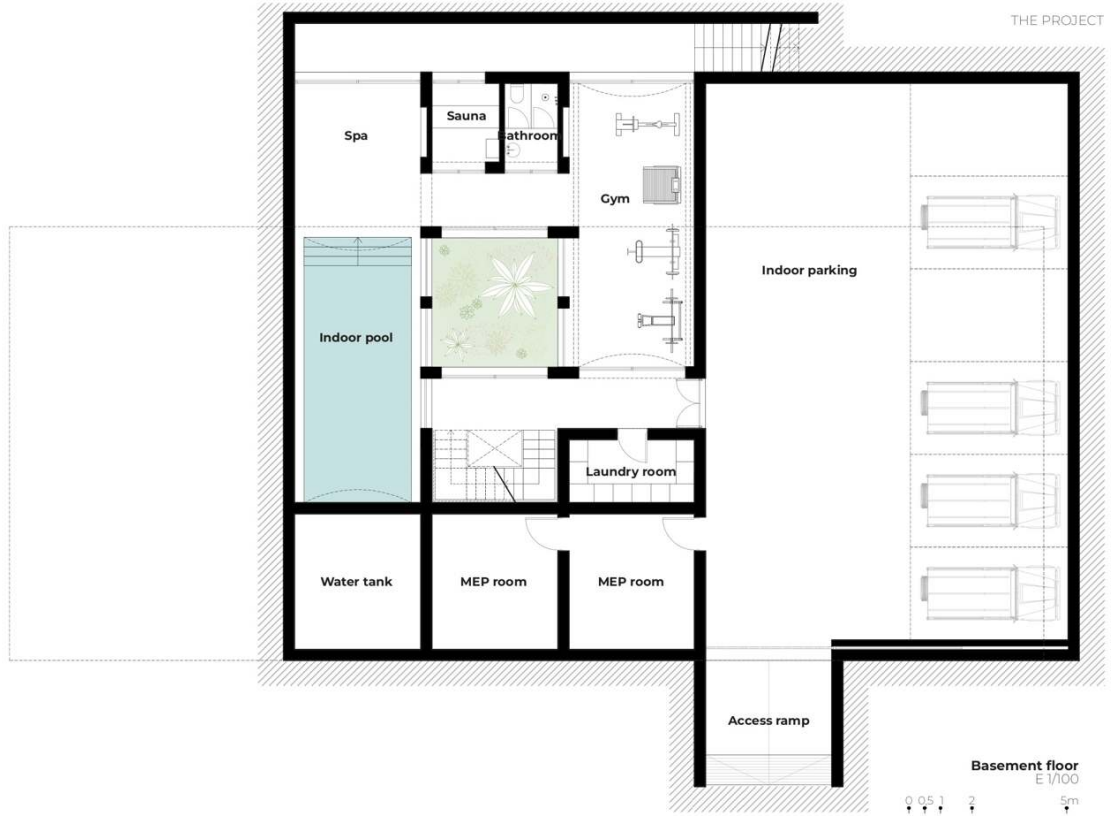 THE PROJECT
Sauna
Spa
Bathroom
Gym
Indoor parking
Indoor pool
Laundry room
Water tank
MEP room
MEP room
Access ramp
Basement floor
E 1/100
0 0,5 1 2 5m